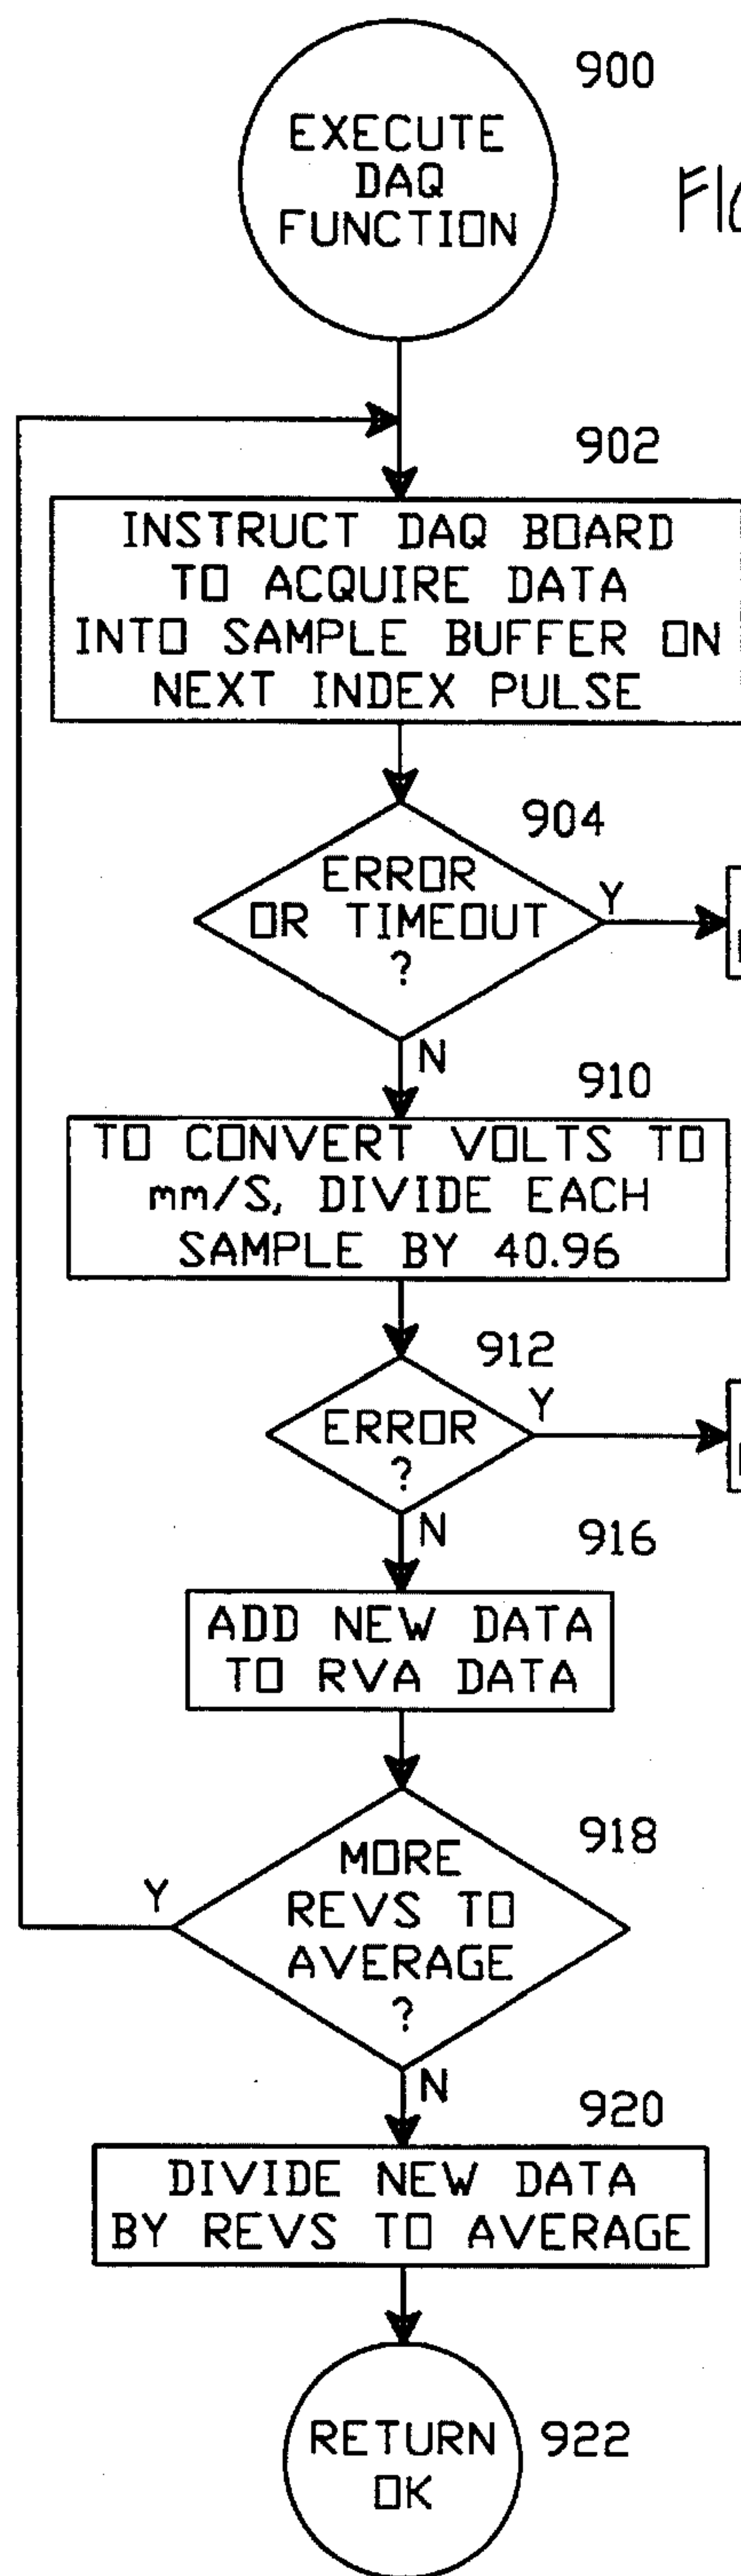 900
EXECUTE
DAQ
FUNCTION
902
INSTRUCT DAQ BOARD
TO ACQUIRE DATA
INTO SAMPLE BUFFER ON
NEXT INDEX PULSE
904
ERROR
OR TIMEOUT
?
Y
N
910
TO CONVERT VOLTS TO
mm/S, DIVIDE EACH
SAMPLE BY 40.96
912
ERROR
?
Y
N
916
ADD NEW DATA
TO RVA DATA
918
MORE
REVS TO
AVERAGE
?
Y
N
920
DIVIDE NEW DATA
BY REVS TO AVERAGE
RETURN
OK
922